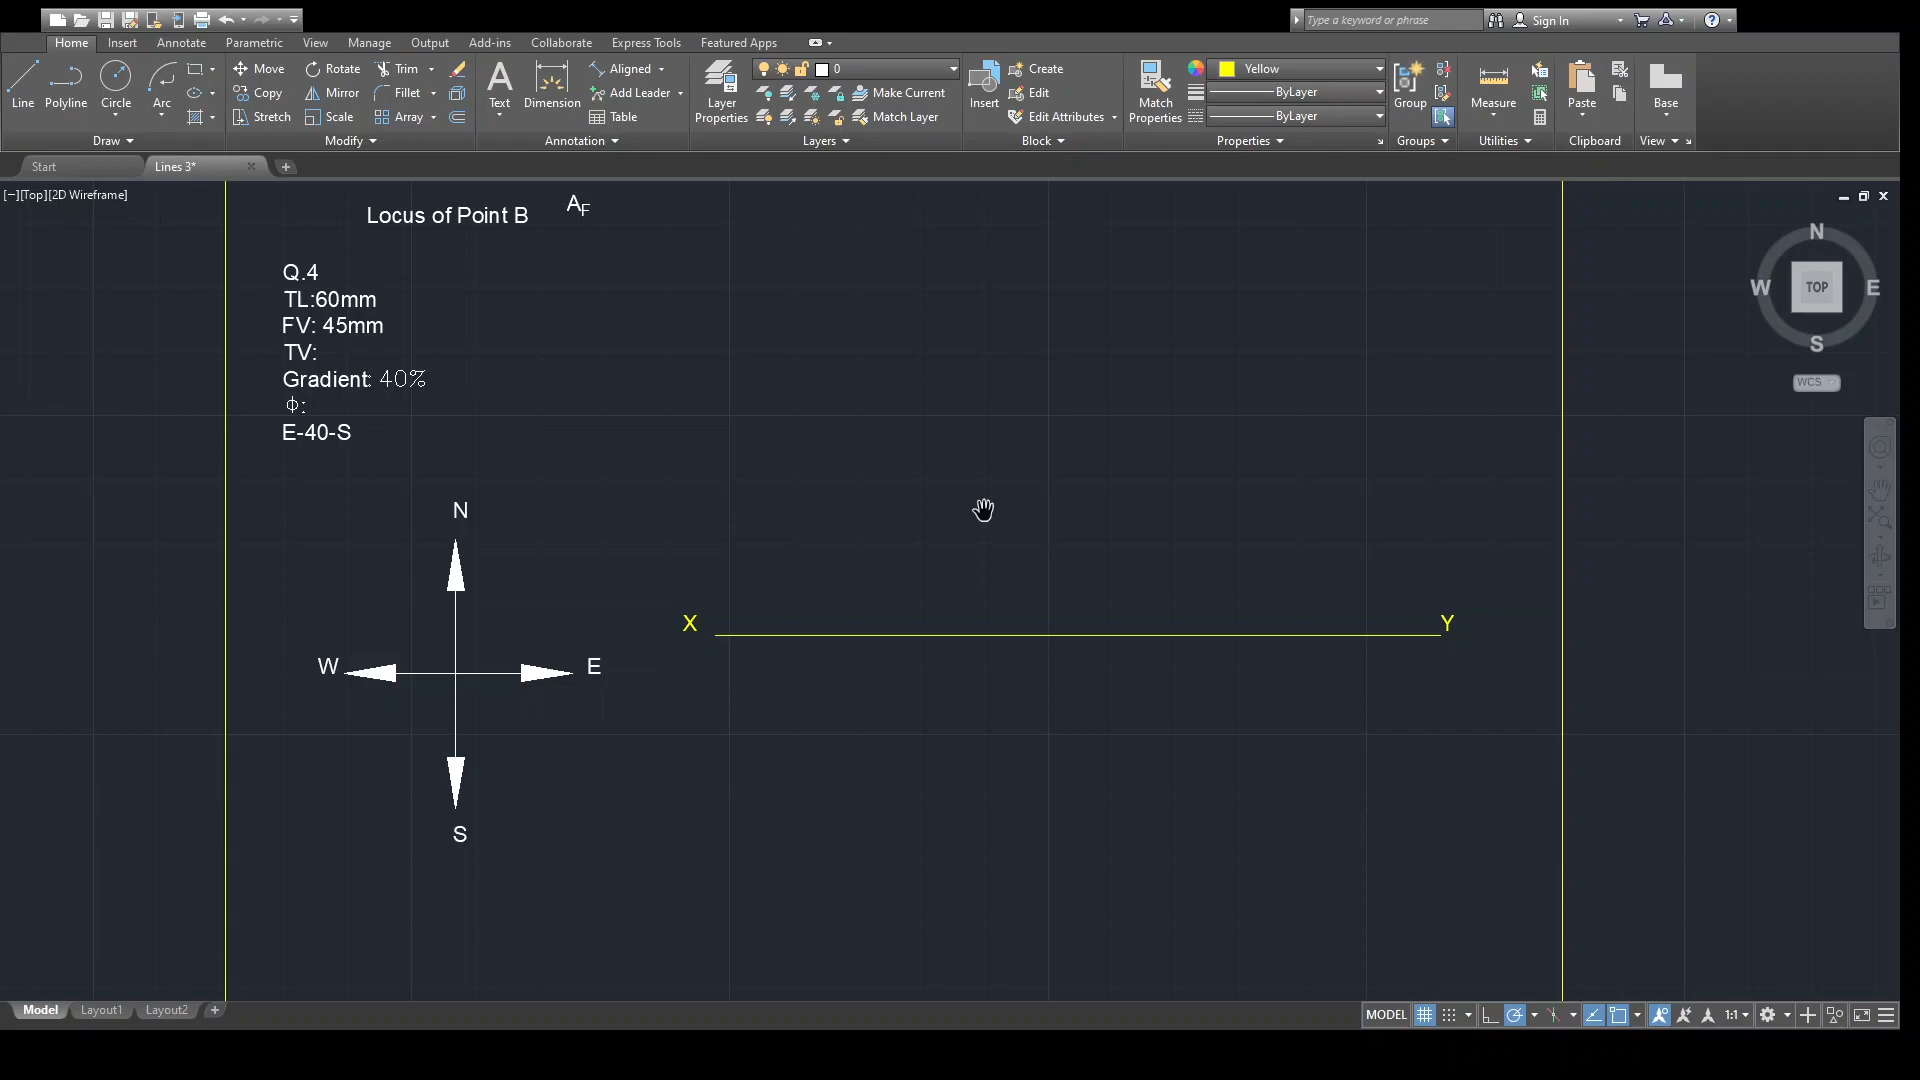 Type a keyword or phrase
Sign In
Home Insert Annotate Parametric View Manage Output Add-ins Collaborate Express Tools Featured Apps
Line Polyline Circle Arc
Move Rotate Trim
Copy Mirror Fillet
Stretch Scale Array
Text Dimension
Aligned
Add Leader
Table
Layer Properties
0
Make Current
Match Layer
Insert
Create
Edit
Edit Attributes
Match Properties
Yellow
ByLayer
ByLayer
Group
Measure
Paste
Base
Draw Modify Annotation Layers Block Properties Groups Utilities Clipboard View
Start Lines 3*
[−][Top][2D Wireframe]
Locus of Point B AF
Q.4
TL:60mm
FV: 45mm
TV:
Gradient: 40%
Φ:
E-40-S
N
W E
S
X Y
N
W TOP E
S
WCS
Model Layout1 Layout2
MODEL 1:1